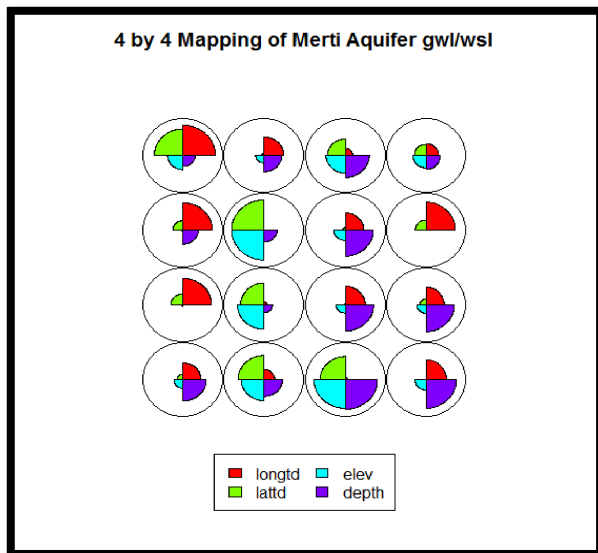 4 by 4 Mapping of Merti Aquifer gwl/wsl
longtd elev
lattd depth